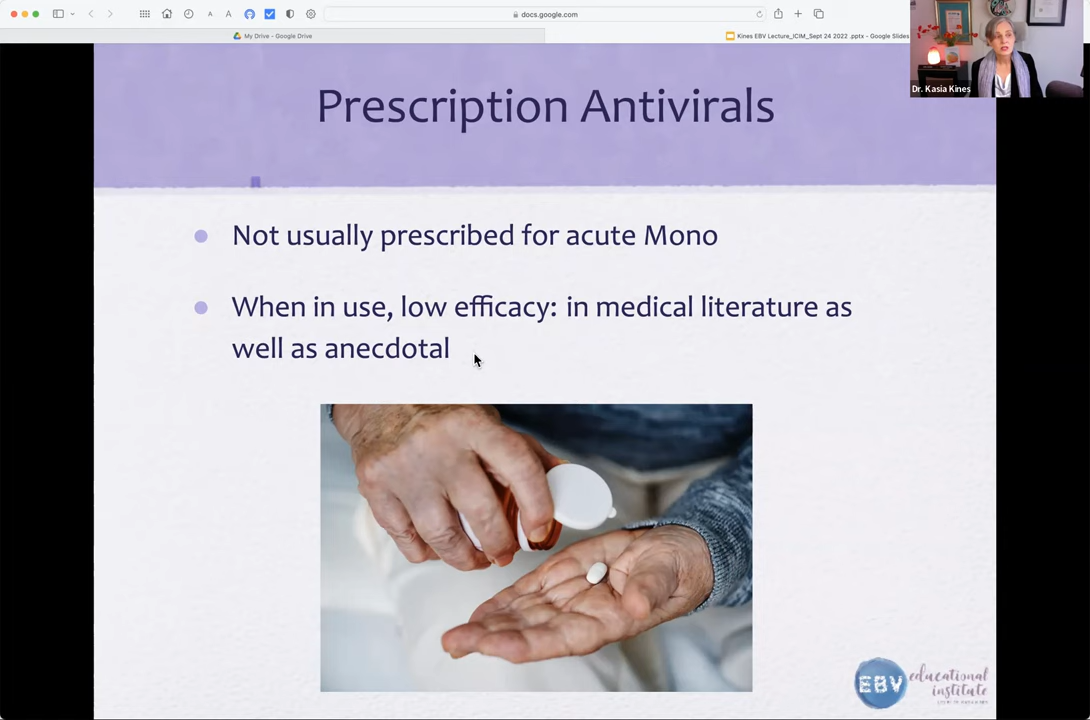 docs.google.com
My Drive - Google Drive
Kines EBV Lecture_ICIM_Sept 24 2022 .pptx - Google Slides
Dr. Kasia Kines
Prescription Antivirals
Not usually prescribed for acute Mono
When in use, low efficacy: in medical literature as
well as anecdotal
EBV educational
institute